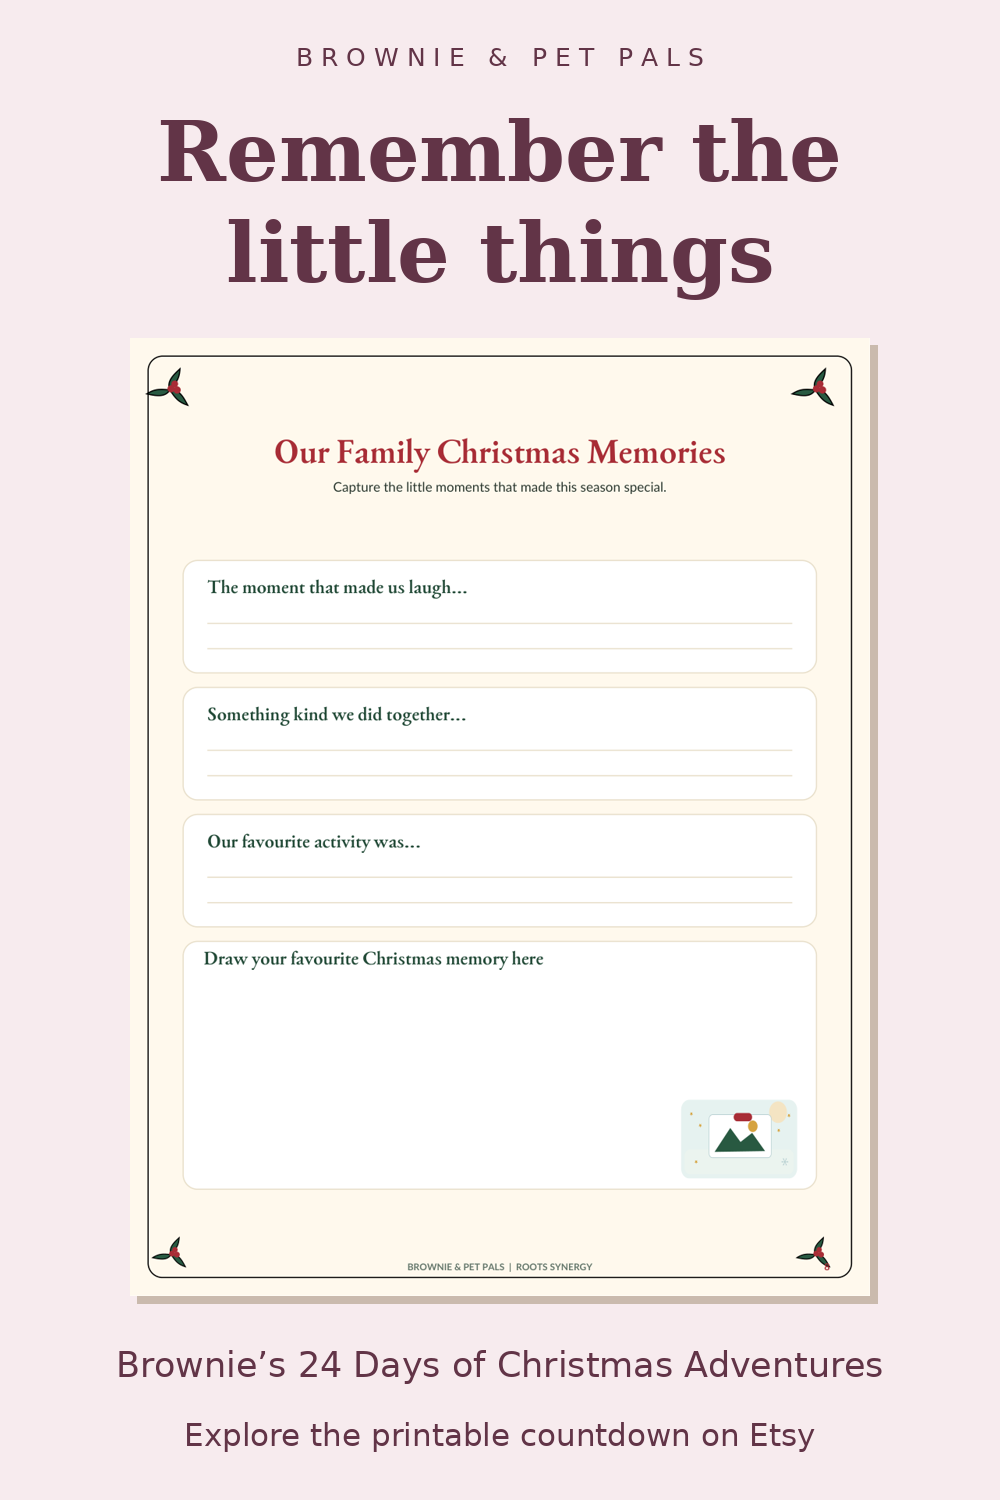 BROWNIE & PET PALS
Remember the
little things
Our Family Christmas Memories
Capture the little moments that made this season special.
The moment that made us laugh...
Something kind we did together...
Our favourite activity was...
Draw your favourite Christmas memory here
BROWNIE & PET PALS | ROOTS SYNERGY
Brownie’s 24 Days of Christmas Adventures
Explore the printable countdown on Etsy